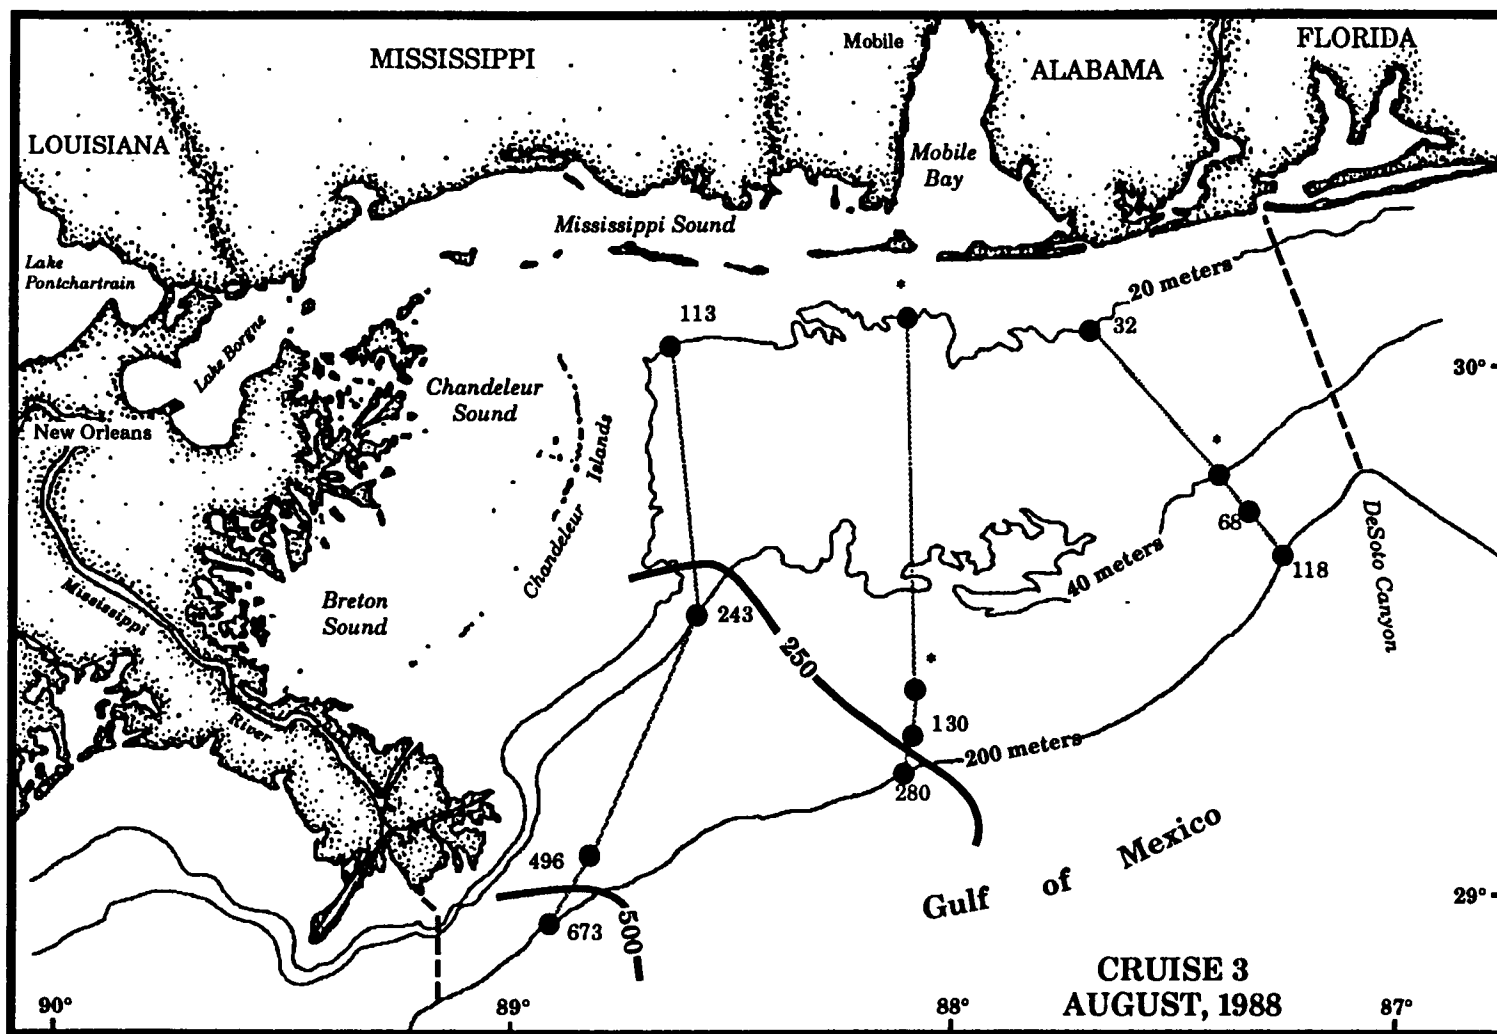 MISSISSIPPI
Mobile
ALABAMA
FLORIDA
LOUISIANA
Mobile
Bay
Mississippi Sound
Lake
Pontchartrain
20 meters
*
113
32
Lake Borgne
30°
Chandeleur
Sound
New Orleans
Chandeleur Islands
*
68
DeSoto Canyon
40 meters
118
Mississippi
River
Breton
Sound
243
250
*
130
200 meters
280
Gulf of Mexico
496
29°
500
673
CRUISE 3
AUGUST, 1988
90°
89°
88°
87°